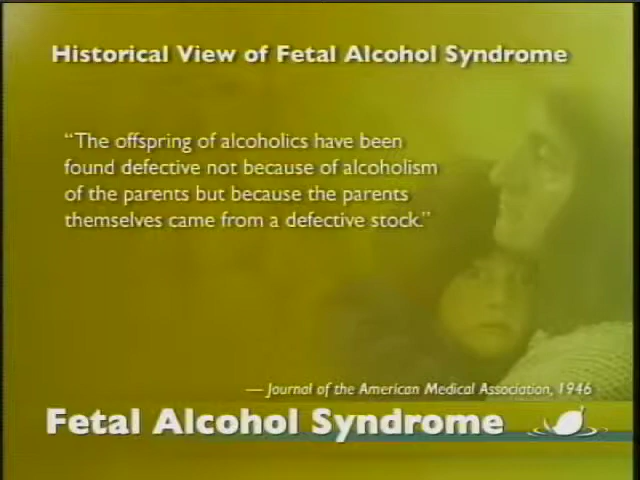 Historical View of Fetal Alcohol Syndrome
“The offspring of alcoholics have been
found defective not because of alcoholism
of the parents but because the parents
themselves came from a defective stock.”
— Journal of the American Medical Association, 1946
Fetal Alcohol Syndrome